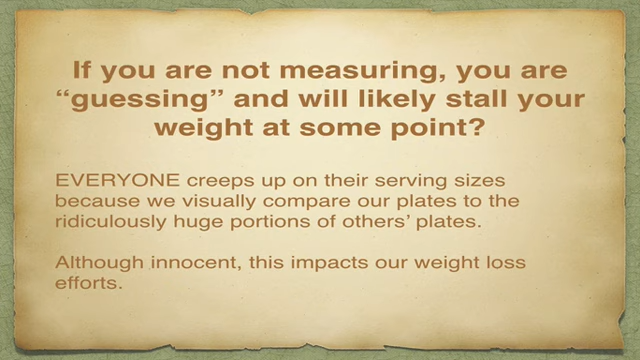 If you are not measuring, you are
“guessing” and will likely stall your
weight at some point?
EVERYONE creeps up on their serving sizes
because we visually compare our plates to the
ridiculously huge portions of others’ plates.
Although innocent, this impacts our weight loss
efforts.